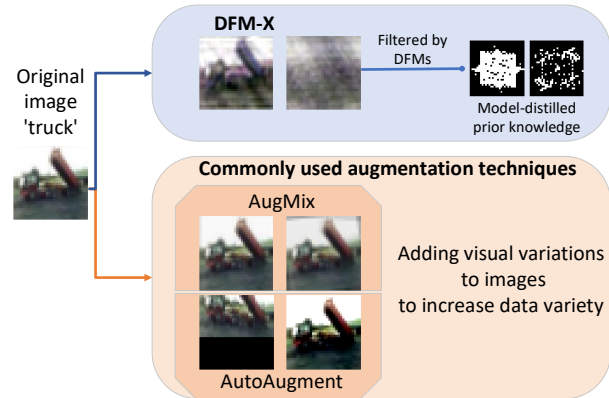 DFM-X
Filtered by
DFMs
Model-distilled
prior knowledge
Original
image
'truck'
Commonly used augmentation techniques
AugMix
AutoAugment
Adding visual variations
to images
to increase data variety